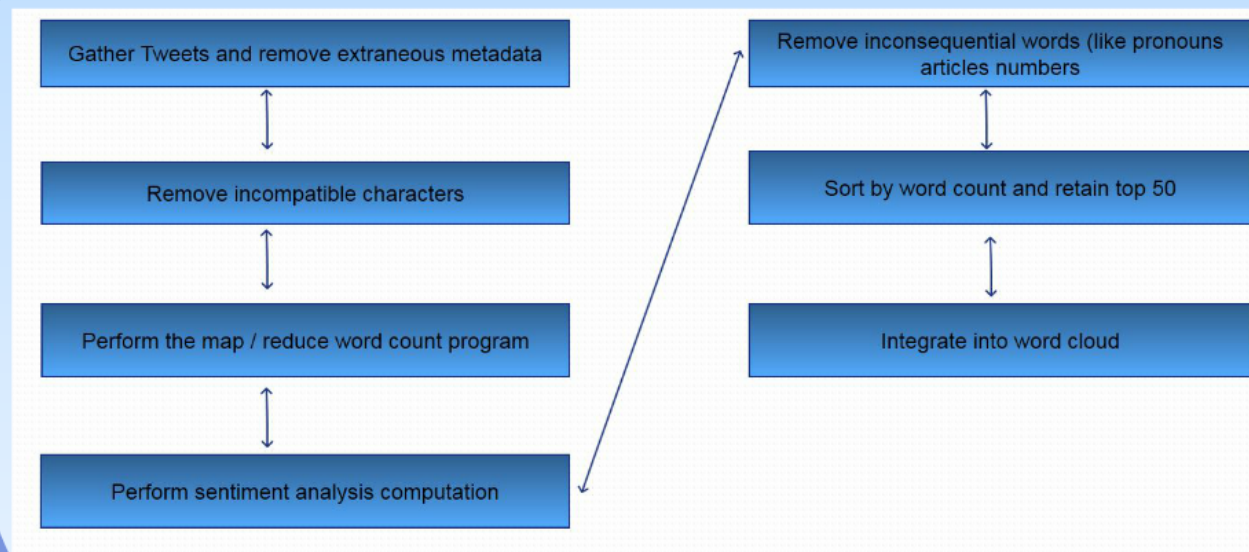 Gather Tweets and remove extraneous metadata
Remove incompatible characters
Perform the map / reduce word count program
Perform sentiment analysis computation
Remove inconsequential words (like pronouns
articles numbers
Sort by word count and retain top 50
Integrate into word cloud